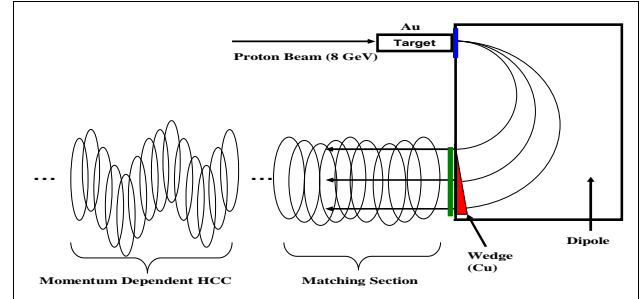 Au
Target
Proton Beam (8 GeV)
...
...
Dipole
Wedge
(Cu)
Momentum Dependent HCC
Matching Section